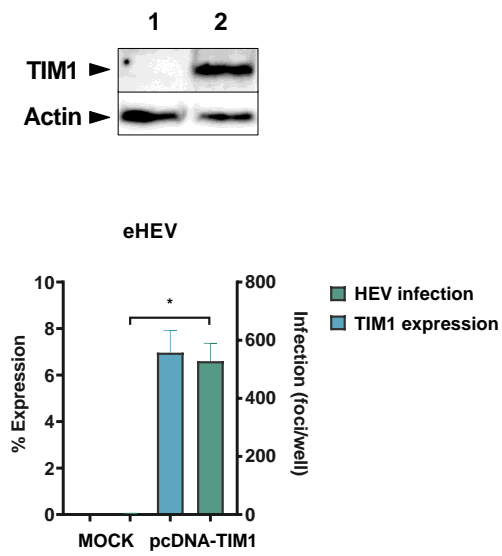 1 2
TIM1
Actin
eHEV
10 800
*
HEV infection
8
TIM1 expression
600
6
% Expression
Infection (foci/well)
400
4
200
2
0 0
MOCK pcDNA-TIM1